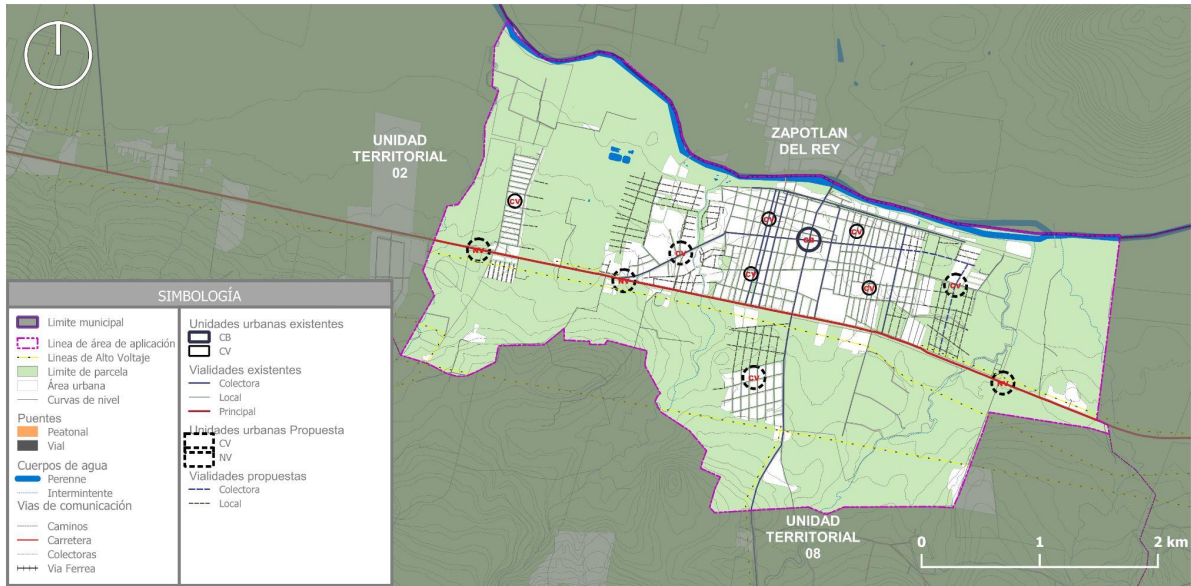 UNIDAD
TERRITORIAL
02
ZAPOTLAN
DEL REY
CV
CV
CV
CB
NV
CV
NV
CV
CV
CV
CV
NV
UNIDAD
TERRITORIAL
08
0 1 2 km
SIMBOLOGÍA
Limite municipal
Linea de área de aplicación
Lineas de Alto Voltaje
Limite de parcela
Área urbana
Curvas de nivel
Puentes
Peatonal
Vial
Cuerpos de agua
Perenne
Intermintente
Vias de comunicación
Caminos
Carretera
Colectoras
Via Ferrea
Unidades urbanas existentes
CB
CV
Vialidades existentes
Colectora
Local
Principal
Unidades urbanas Propuesta
CV
NV
Vialidades propuestas
Colectora
Local